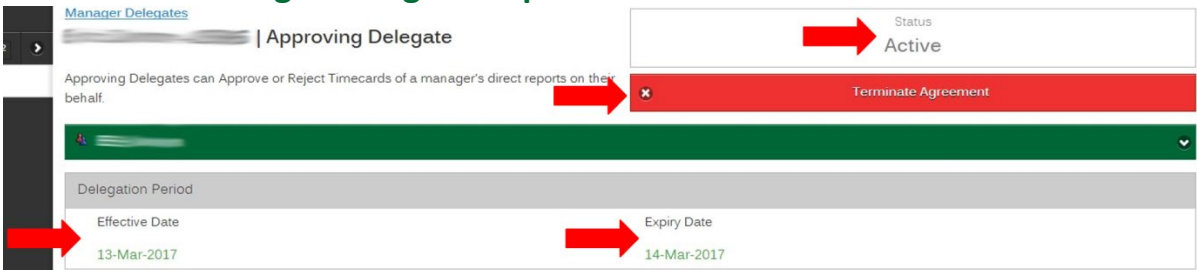 Manager Delegates
| Approving Delegate
Status
Active
Approving Delegates can Approve or Reject Timecards of a manager's direct reports on their
behalf.
Terminate Agreement
Delegation Period
Effective Date
Expiry Date
13-Mar-2017
14-Mar-2017